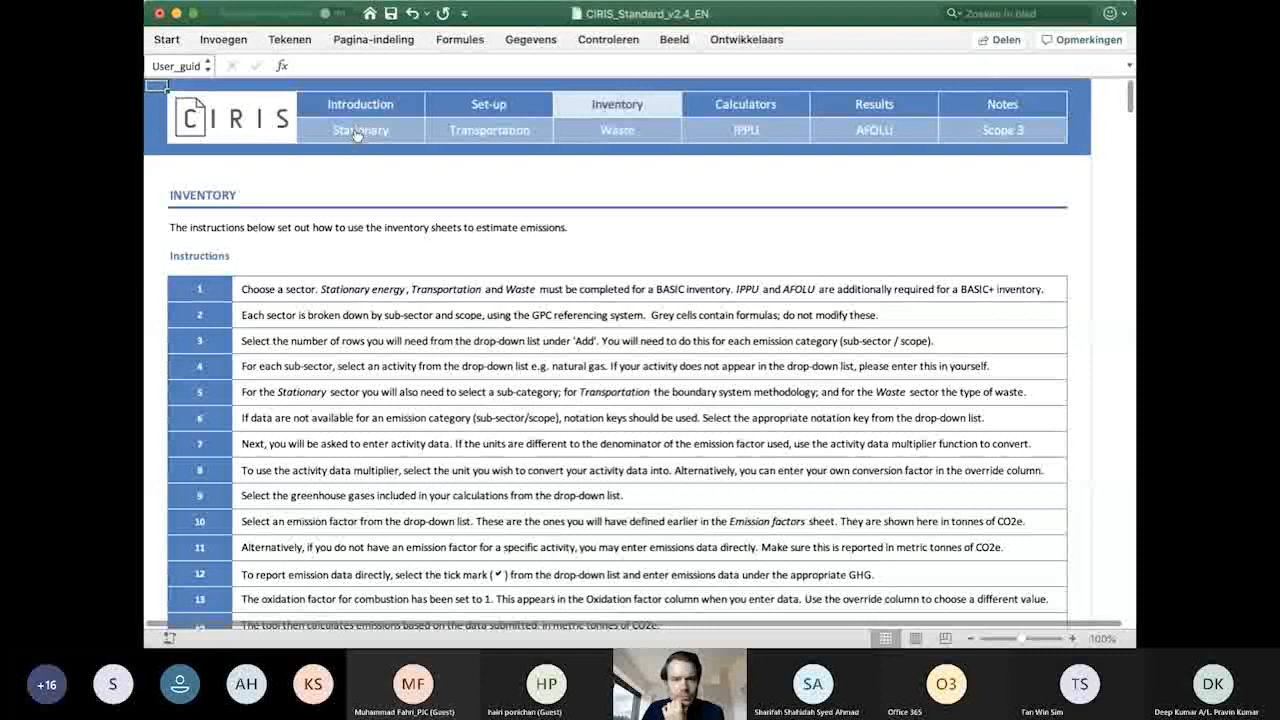 CIRIS_Standard_v2.4_EN
Zoeken in blad
Start Invoegen Tekenen Pagina-indeling Formules Gegevens Controleren Beeld Ontwikkelaars Delen Opmerkingen
User_guid fx
CIRIS
Introduction Set-up Inventory Calculators Results Notes
Stationary Transportation Waste IPPU AFOLU Scope 3
INVENTORY
The instructions below set out how to use the inventory sheets to estimate emissions.
Instructions
1 Choose a sector. Stationary energy, Transportation and Waste must be completed for a BASIC inventory. IPPU and AFOLU are additionally required for a BASIC+ inventory.
2 Each sector is broken down by sub-sector and scope, using the GPC referencing system. Grey cells contain formulas; do not modify these.
3 Select the number of rows you will need from the drop-down list under 'Add'. You will need to do this for each emission category (sub-sector / scope).
4 For each sub-sector, select an activity from the drop-down list e.g. natural gas. If your activity does not appear in the drop-down list, please enter this in yourself.
5 For the Stationary sector you will also need to select a sub-category; for Transportation the boundary system methodology; and for the Waste sector the type of waste.
6 If data are not available for an emission category (sub-sector/scope), notation keys should be used. Select the appropriate notation key from the drop-down list.
7 Next, you will be asked to enter activity data. If the units are different to the denominator of the emission factor used, use the activity data multiplier function to convert.
8 To use the activity data multiplier, select the unit you wish to convert your activity data into. Alternatively, you can enter your own conversion factor in the override column.
9 Select the greenhouse gases included in your calculations from the drop-down list.
10 Select an emission factor from the drop-down list. These are the ones you will have defined earlier in the Emission factors sheet. They are shown here in tonnes of CO2e.
11 Alternatively, if you do not have an emission factor for a specific activity, you may enter emissions data directly. Make sure this is reported in metric tonnes of CO2e.
12 To report emission data directly, select the tick mark (✔) from the drop-down list and enter emissions data under the appropriate GHG.
13 The oxidation factor for combustion has been set to 1. This appears in the Oxidation factor column when you enter data. Use the override column to choose a different value.
The tool then calculates emissions based on the data submitted, in metric tonnes of CO2e.
100%
+16 S AH KS MF HP SA O3 TS DK
Muhammad Fahri_PJC (Guest) hairi ponichan (Guest) Sharifah Shahidah Syed Ahmad Office 365 Tan Win Sim Deep Kumar A/L. Pravin Kumar